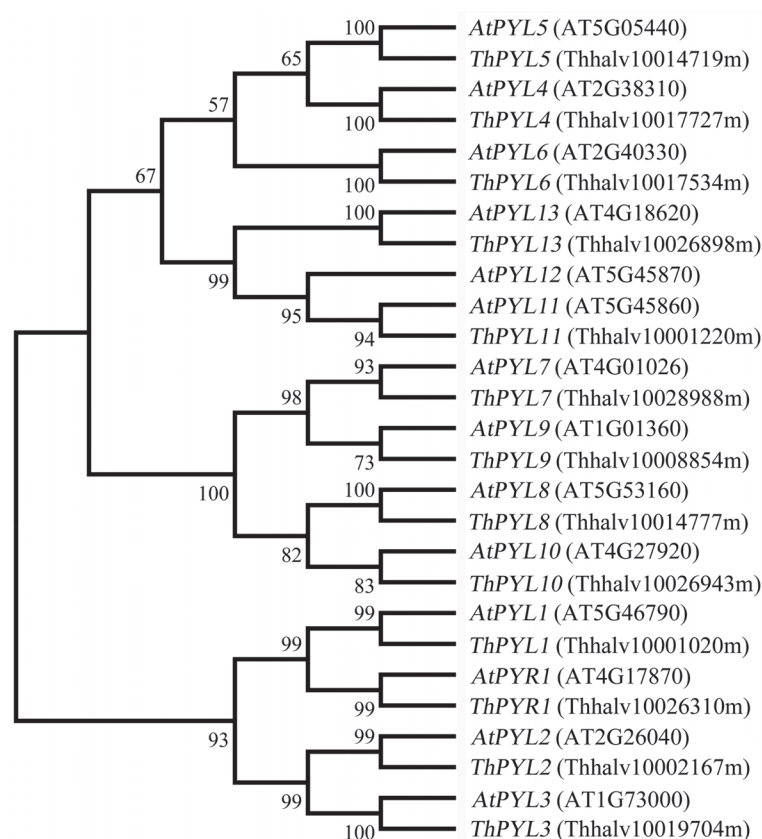 100 AtPYL5 (AT5G05440)
65 ThPYL5 (Thhalv10014719m)
57 AtPYL4 (AT2G38310)
100 ThPYL4 (Thhalv10017727m)
AtPYL6 (AT2G40330)
67 100 ThPYL6 (Thhalv10017534m)
100 AtPYL13 (AT4G18620)
ThPYL13 (Thhalv10026898m)
99 AtPYL12 (AT5G45870)
95 AtPYL11 (AT5G45860)
94 ThPYL11 (Thhalv10001220m)
93 AtPYL7 (AT4G01026)
98 ThPYL7 (Thhalv10028988m)
AtPYL9 (AT1G01360)
73 ThPYL9 (Thhalv10008854m)
100 100 AtPYL8 (AT5G53160)
ThPYL8 (Thhalv10014777m)
82 AtPYL10 (AT4G27920)
83 ThPYL10 (Thhalv10026943m)
99 AtPYL1 (AT5G46790)
99 ThPYL1 (Thhalv10001020m)
AtPYR1 (AT4G17870)
99 ThPYR1 (Thhalv10026310m)
93 99 AtPYL2 (AT2G26040)
ThPYL2 (Thhalv10002167m)
99 AtPYL3 (AT1G73000)
100 ThPYL3 (Thhalv10019704m)